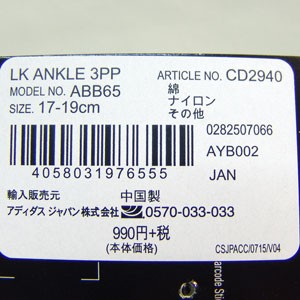 LK ANKLE 3PP
ARTICLE NO. CD2940
MODEL NO. ABB65
SIZE. 17-19cm
綿
ナイロン
その他
0282507066
AYB002
JAN
4058031976555
輸入販売元
中国製
アディダス ジャパン株式会社
0570-033-033
990円+税
(本体価格)
CSJPACC/0715/V04